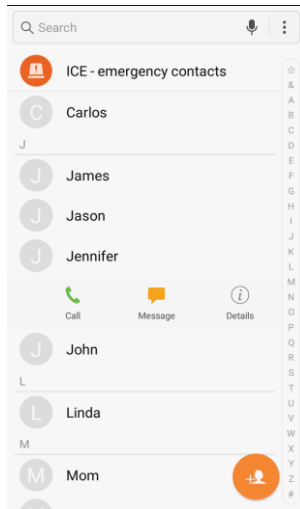 Search
ICE - emergency contacts
C Carlos
J
J James
J Jason
J Jennifer
Call Message Details
J John
L
L Linda
M
M Mom
☆
&
A
B
C
D
E
F
G
H
I
J
K
L
M
N
O
P
Q
R
S
T
U
V
W
X
Y
Z
#